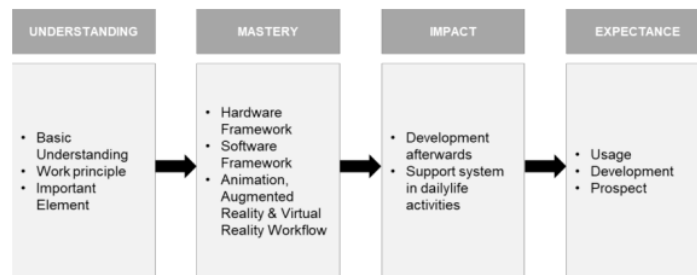 UNDERSTANDING
MASTERY
IMPACT
EXPECTANCE
• Basic
Understanding
• Work principle
• Important
Element
• Hardware
Framework
• Software
Framework
• Animation,
Augmented
Reality & Virtual
Reality Workflow
• Development
afterwards
• Support system
in dailylife
activities
• Usage
• Development
• Prospect